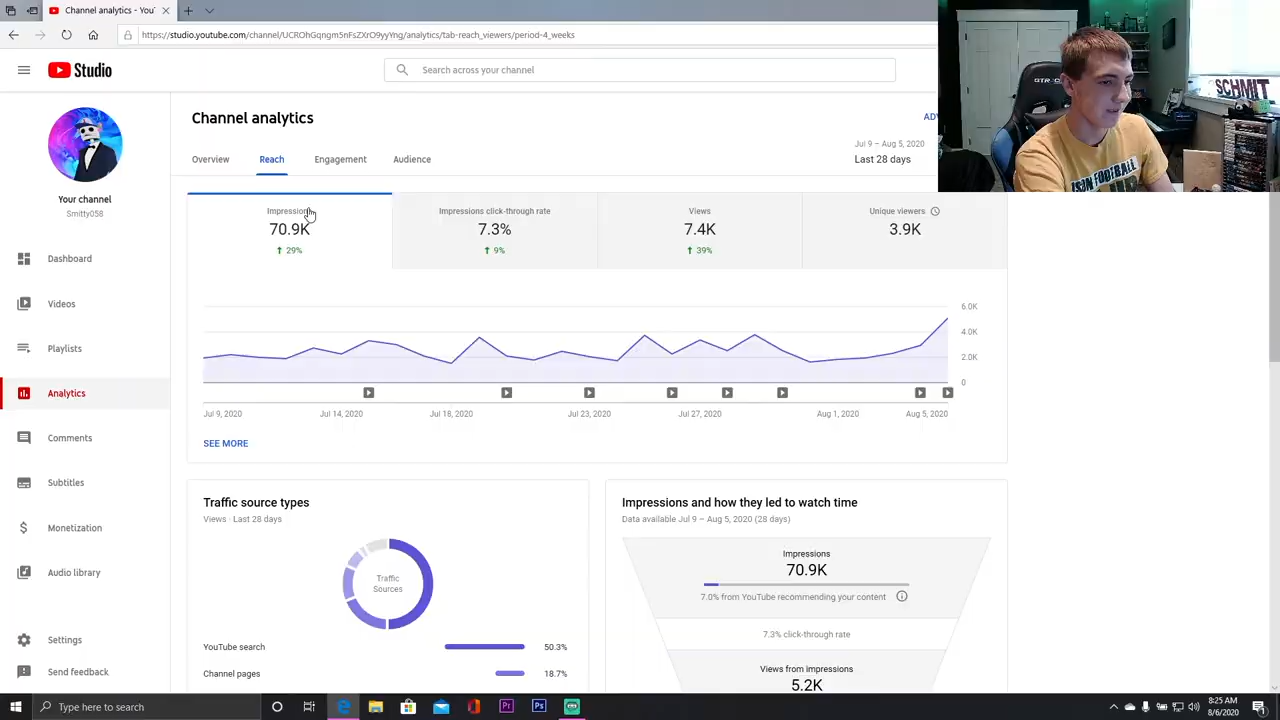 Channel analytics - You
https://studio.youtube.com/channel/UCROhGqngm5nFsZXrO9yyYng/analytics/tab-reach_viewers/period-4_weeks
Studio
Search across your channel
SCHMIT
Your channel
Smitty058
Dashboard
Videos
Playlists
Analytics
Comments
Subtitles
Monetization
Audio library
Settings
Send feedback
Channel analytics
Overview
Reach
Engagement
Audience
Jul 9 – Aug 5, 2020
Last 28 days
Impressions
70.9K
29%
Impressions click-through rate
7.3%
9%
Views
7.4K
39%
Unique viewers
3.9K
6.0K
4.0K
2.0K
0
Jul 9, 2020
Jul 14, 2020
Jul 18, 2020
Jul 23, 2020
Jul 27, 2020
Aug 1, 2020
Aug 5, 2020
SEE MORE
Traffic source types
Views · Last 28 days
Traffic
Sources
YouTube search 50.3%
Channel pages 18.7%
Impressions and how they led to watch time
Data available Jul 9 – Aug 5, 2020 (28 days)
Impressions
70.9K
7.0% from YouTube recommending your content
7.3% click-through rate
Views from impressions
5.2K
Type here to search
8:25 AM
8/6/2020